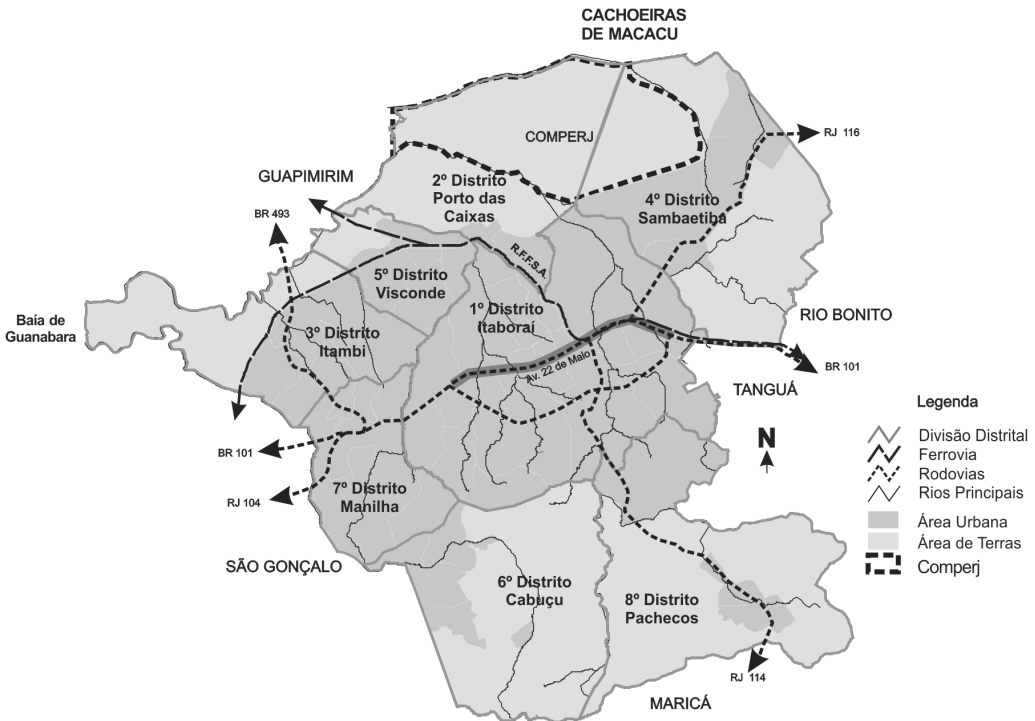 CACHOEIRAS
DE MACACU
COMPERJ
RJ 116
GUAPIMIRIM
2º Distrito
Porto das
Caixas
4º Distrito
Sambaetiba
BR 493
R.F.F.S.A.
5º Distrito
Visconde
1º Distrito
Itaboraí
3º Distrito
Itambi
Baía de
Guanabara
RIO BONITO
Av. 22 de Maio
BR 101
TANGUÁ
Legenda
Divisão Distrital
Ferrovia
Rodovias
Rios Principais
Área Urbana
Área de Terras
Comperj
N
BR 101
RJ 104
7º Distrito
Manilha
SÃO GONÇALO
6º Distrito
Cabuçu
8º Distrito
Pachecos
RJ 114
MARICÁ